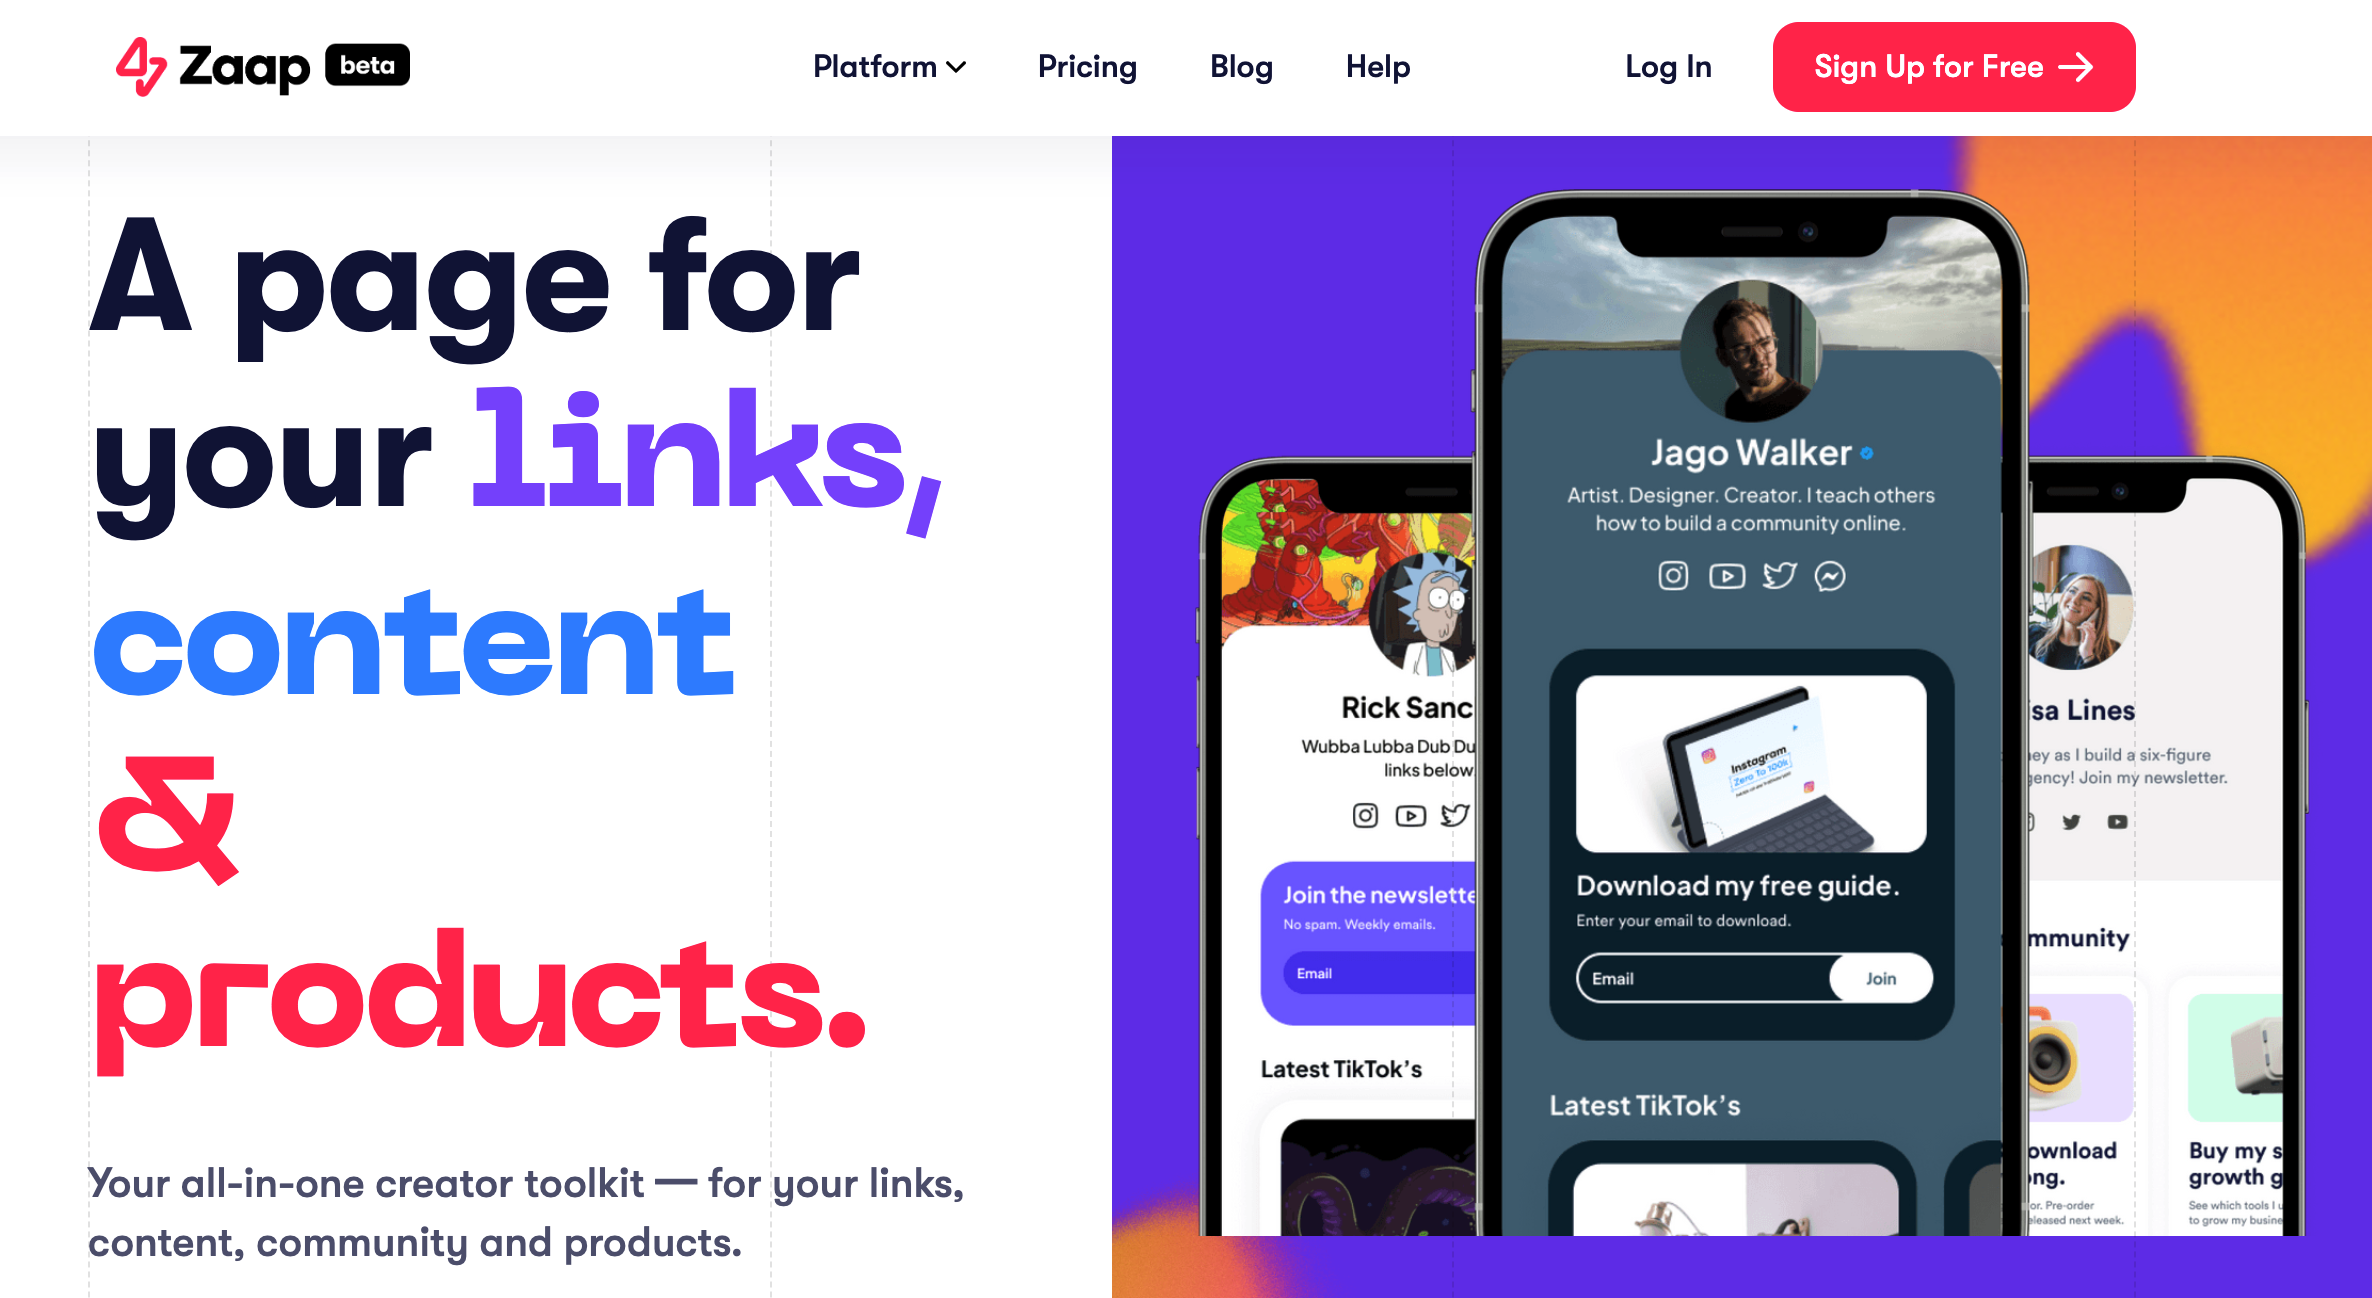 Zaap beta
Platform
Pricing
Blog
Help
Log In
Sign Up for Free
A page for
your links,
content
&
products.
Your all-in-one creator toolkit — for your links,
content, community and products.
Rick Sanc
Wubba Lubba Dub Du
links below
Join the newslette
No spam. Weekly emails.
Email
Latest TikTok’s
Jago Walker
Artist. Designer. Creator. I teach others
how to build a community online.
Instagram
Zero To 100k
Download my free guide.
Enter your email to download.
Email
Join
Latest TikTok’s
isa Lines
ney as I build a six-figure
gency! Join my newsletter.
mmunity
ownload
ong.
or. Pre-order
eleased next week.
Buy my s
growth g
See which tools I u
to grow my busine